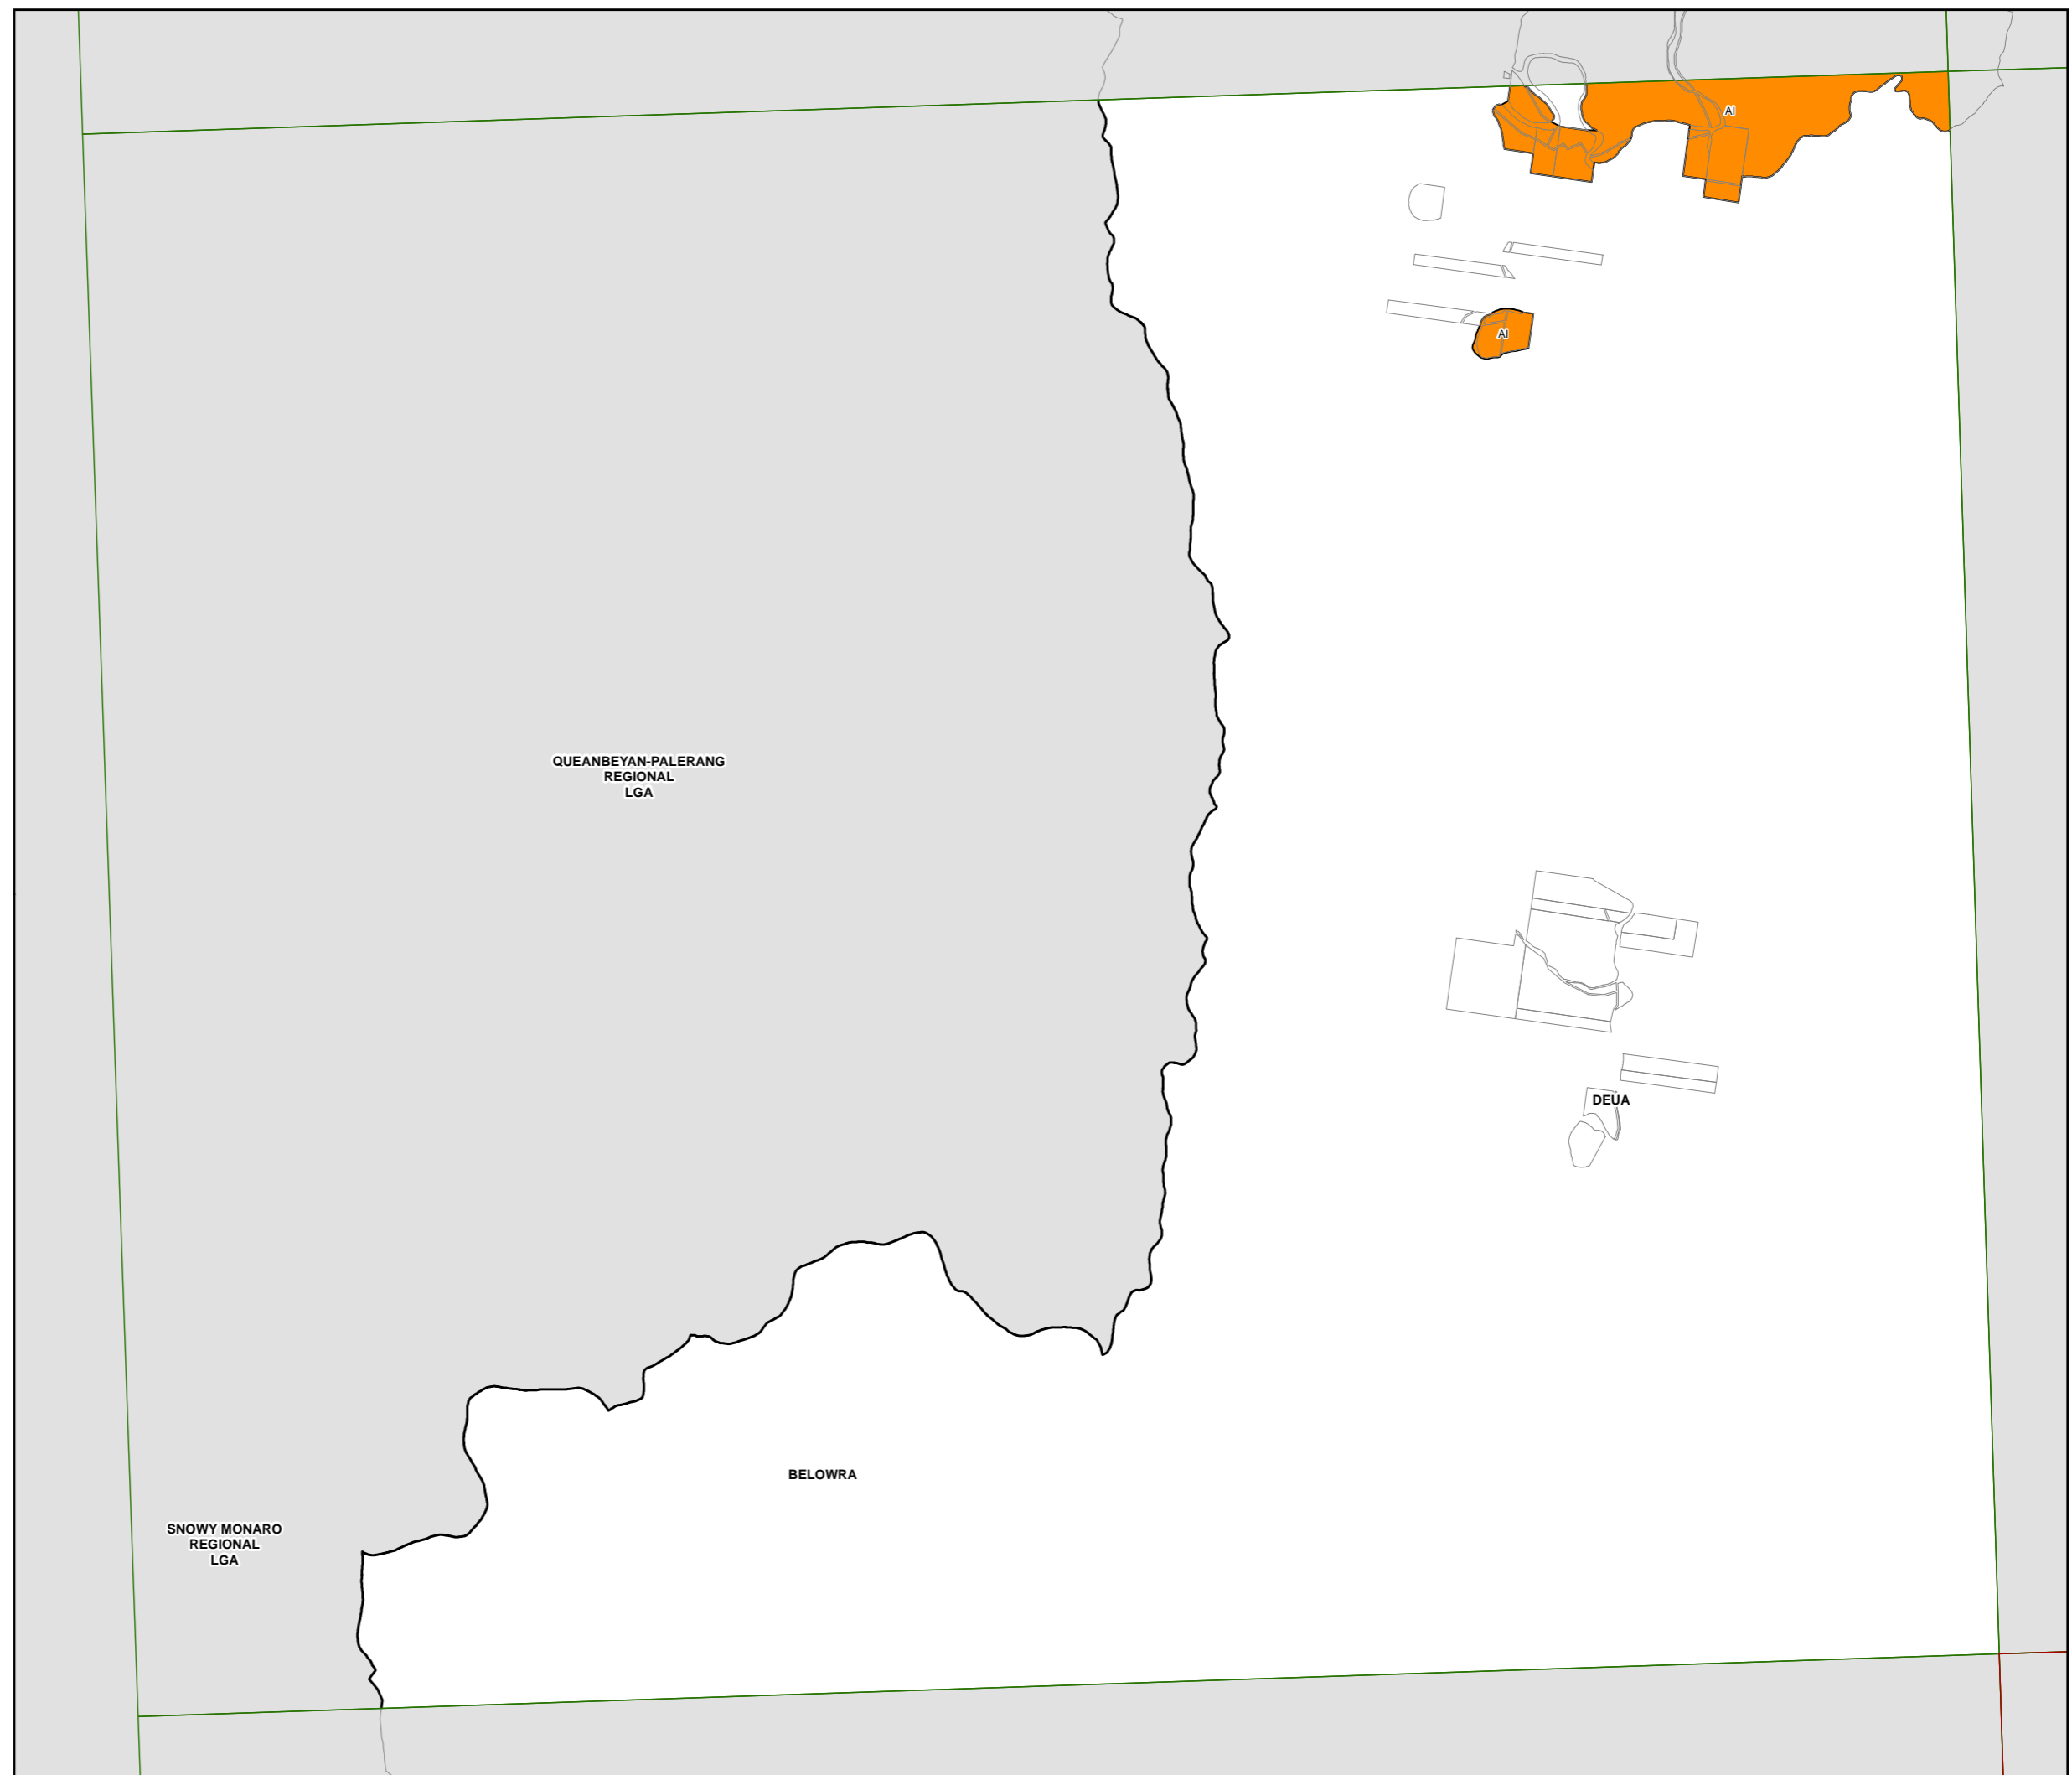 AI
AI
QUEANBEYAN-PALERANG
REGIONAL
LGA
DEUA
BELOWRA
SNOWY MONARO
REGIONAL
LGA